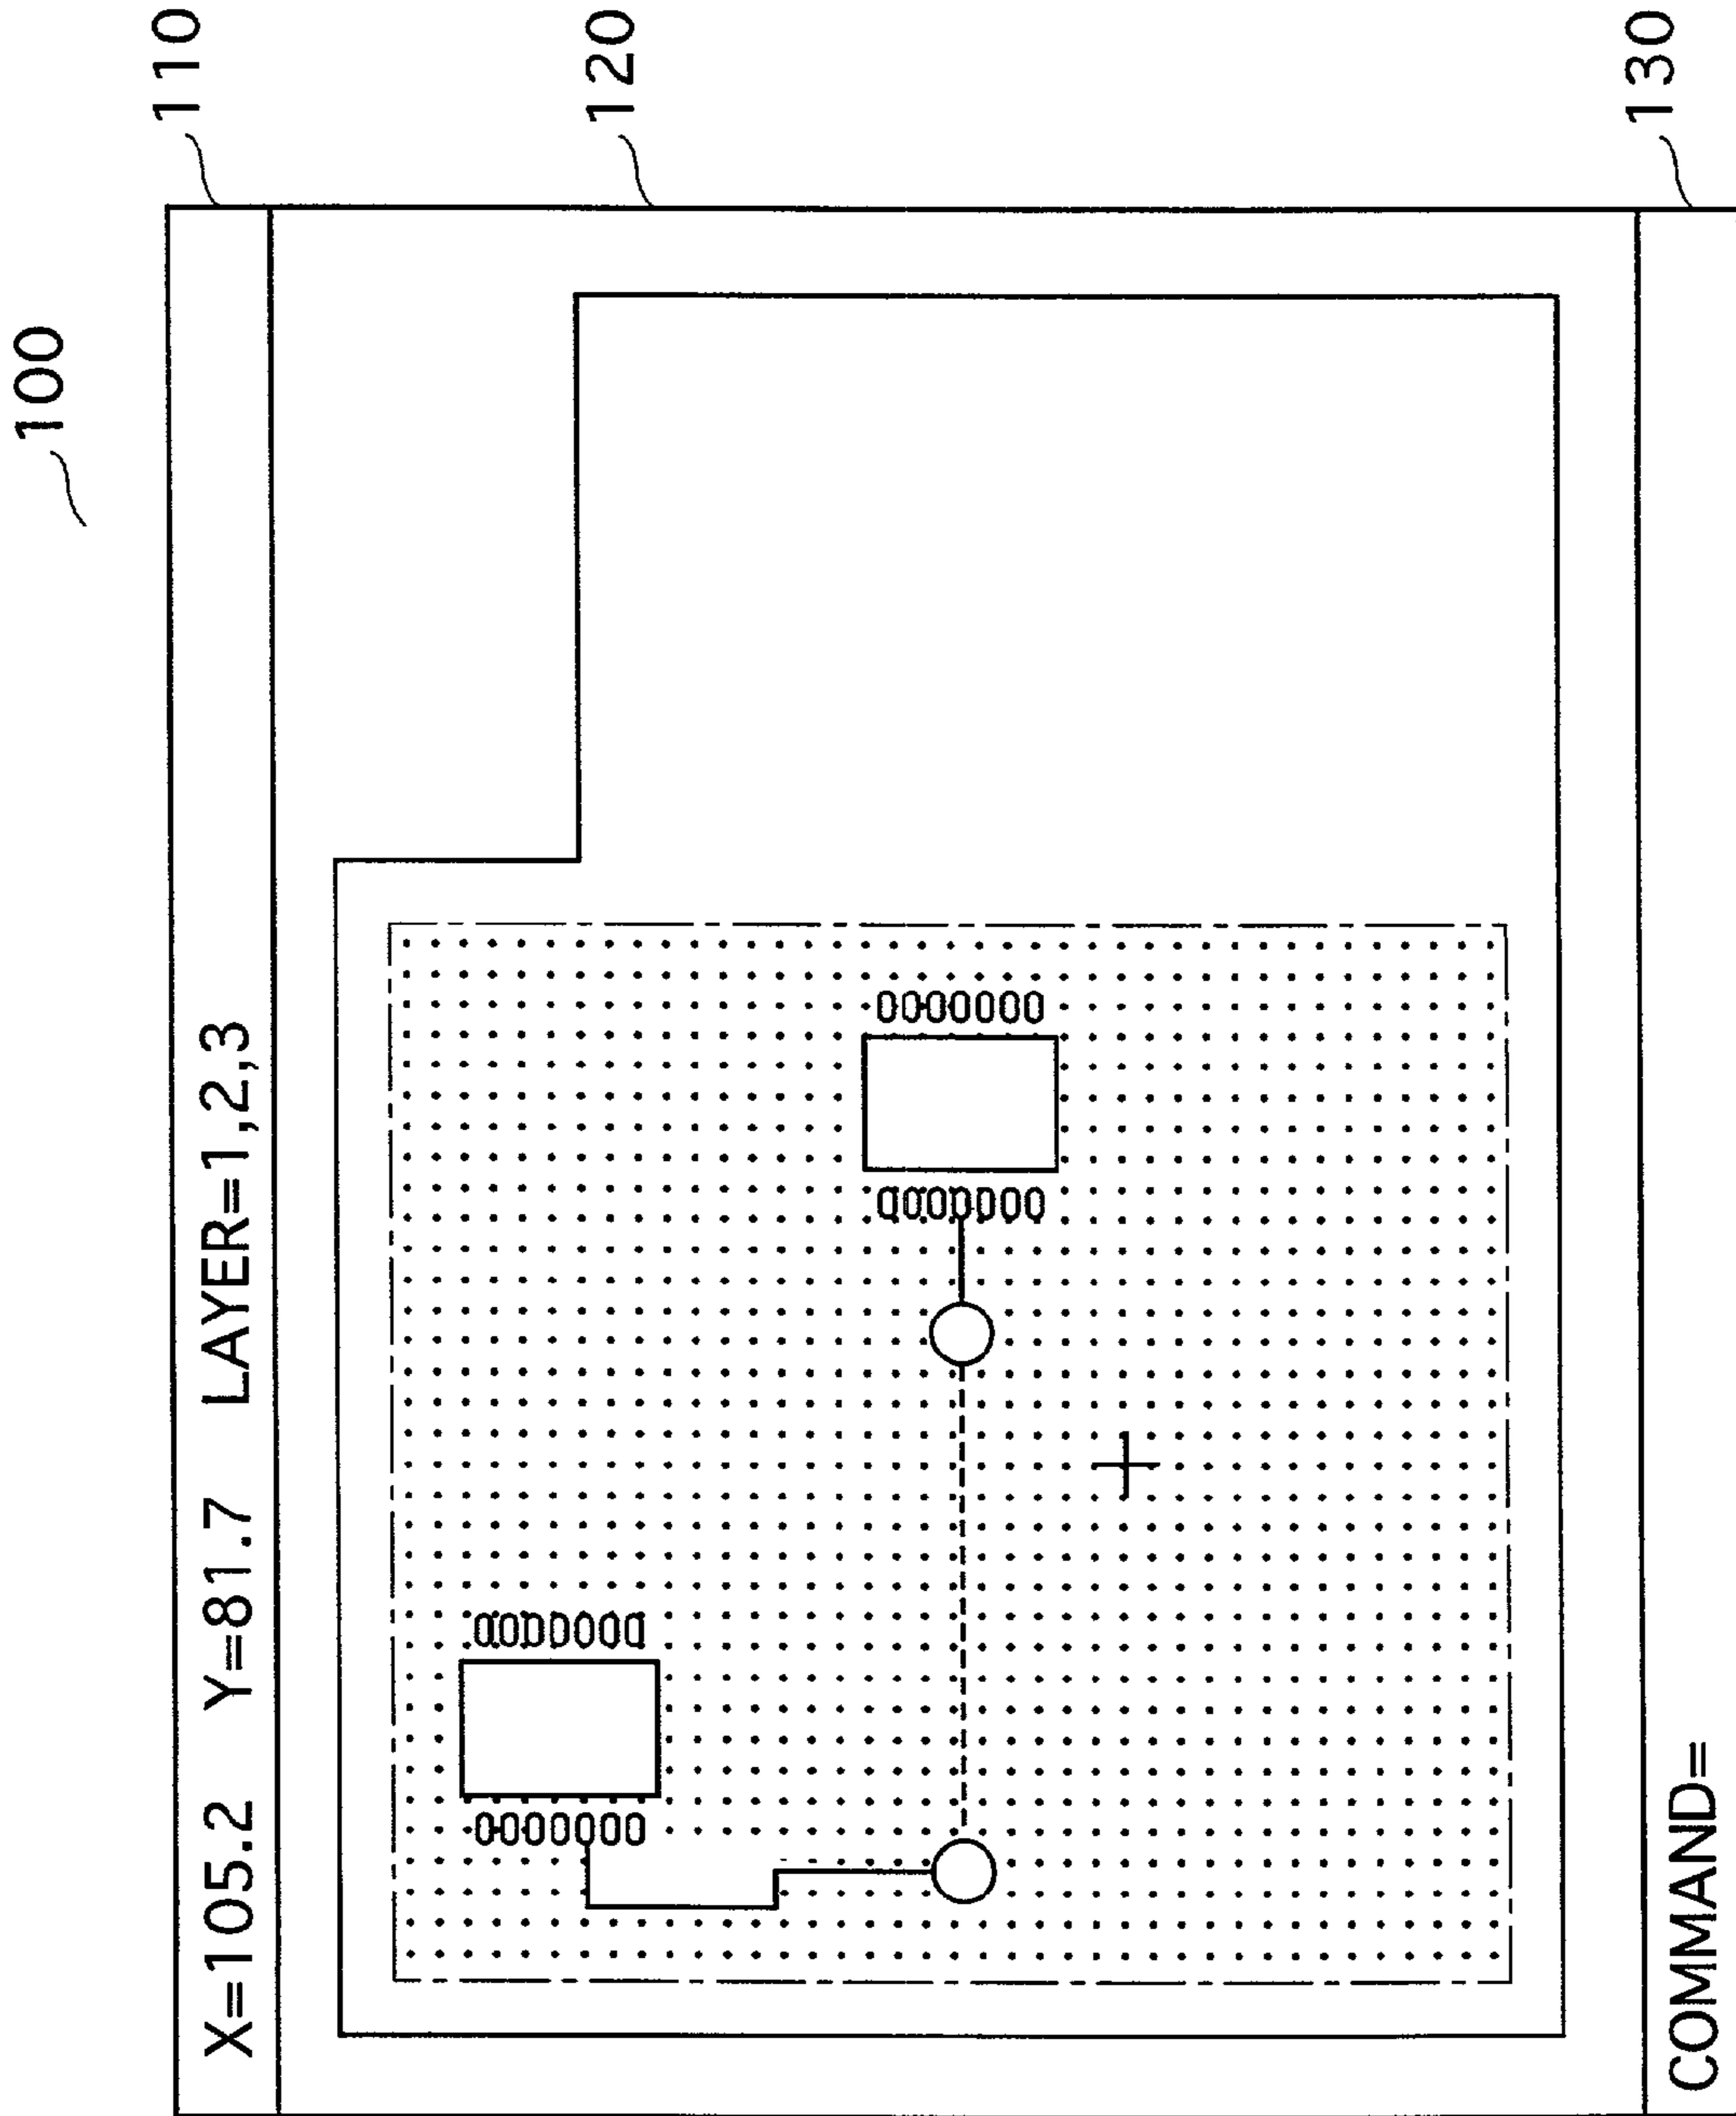 100
X=105.2 Y=81.7 LAYER=1,2,3
110
120
COMMAND=
130